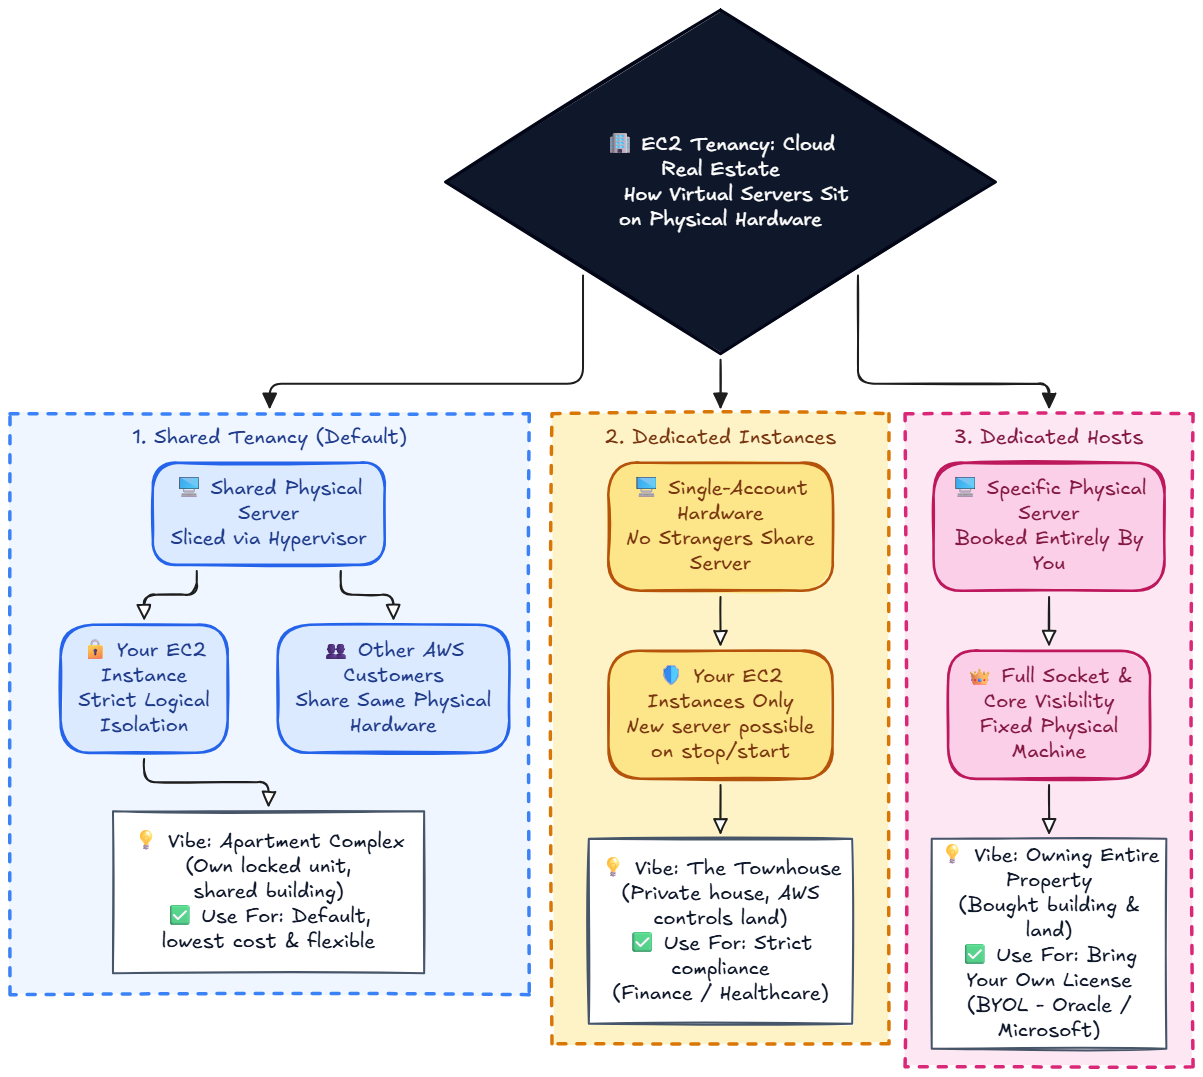 🏢 EC2 Tenancy: Cloud
Real Estate
How Virtual Servers Sit
on Physical Hardware
1. Shared Tenancy (Default)
🖥️ Shared Physical
Server
Sliced via Hypervisor
🔒 Your EC2
Instance
Strict Logical
Isolation
👥 Other AWS
Customers
Share Same Physical
Hardware
💡 Vibe: Apartment Complex
(Own locked unit,
shared building)
✅ Use For: Default,
lowest cost & flexible
2. Dedicated Instances
🖥️ Single-Account
Hardware
No Strangers Share
Server
🛡️ Your EC2
Instances Only
New server possible
on stop/start
💡 Vibe: The Townhouse
(Private house, AWS
controls land)
✅ Use For: Strict
compliance
(Finance / Healthcare)
3. Dedicated Hosts
🖥️ Specific Physical
Server
Booked Entirely By
You
👑 Full Socket &
Core Visibility
Fixed Physical
Machine
💡 Vibe: Owning Entire
Property
(Bought building &
land)
✅ Use For: Bring
Your Own License
(BYOL - Oracle /
Microsoft)